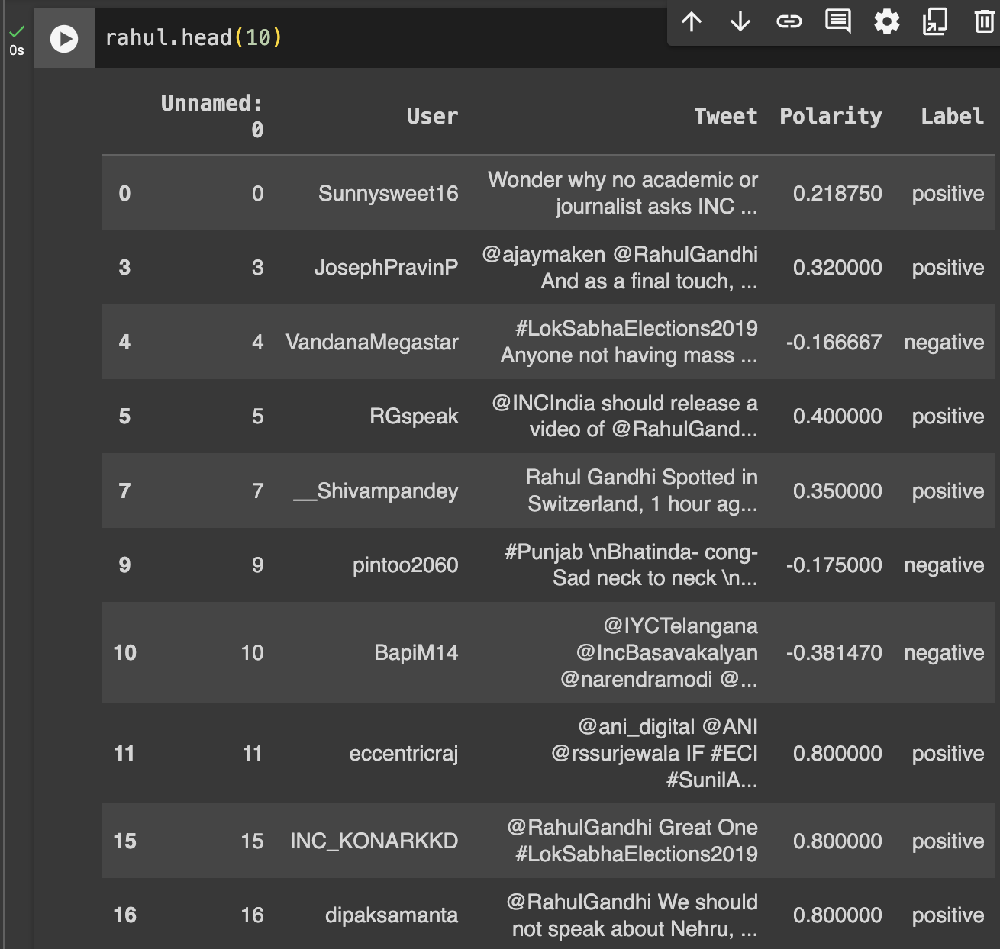 rahul.head(10)
0s
Unnamed: 0 User Tweet Polarity Label
0 0 Sunnysweet16 Wonder why no academic or journalist asks INC ... 0.218750 positive
3 3 JosephPravinP @ajaymaken @RahulGandhi And as a final touch, ... 0.320000 positive
4 4 VandanaMegastar #LokSabhaElections2019 Anyone not having mass ... -0.166667 negative
5 5 RGspeak @INCIndia should release a video of @RahulGand... 0.400000 positive
7 7 __Shivampandey Rahul Gandhi Spotted in Switzerland, 1 hour ag... 0.350000 positive
9 9 pintoo2060 #Punjab \nBhatinda- cong- Sad neck to neck \n... -0.175000 negative
10 10 BapiM14 @IYCTelangana @IncBasavakalyan @narendramodi @... -0.381470 negative
11 11 eccentricraj @ani_digital @ANI @rssurjewala IF #ECI #SunilA... 0.800000 positive
15 15 INC_KONARKKD @RahulGandhi Great One #LokSabhaElections2019 0.800000 positive
16 16 dipaksamanta @RahulGandhi We should not speak about Nehru, ... 0.800000 positive